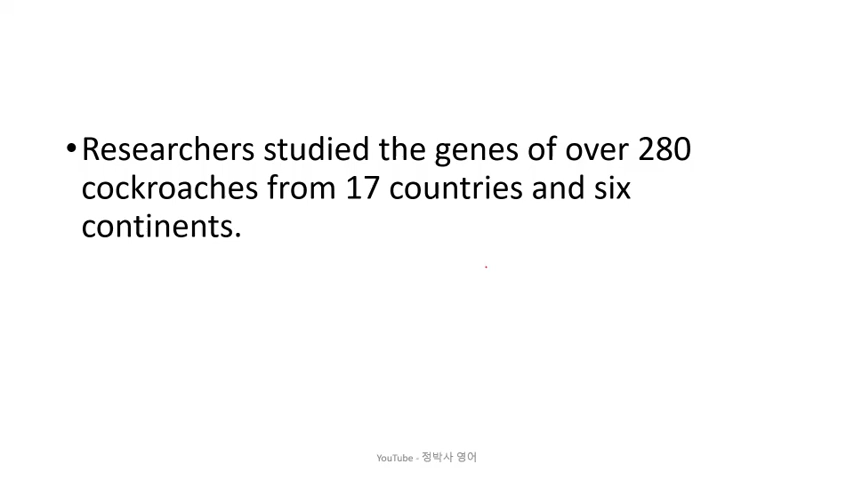 •Researchers studied the genes of over 280
cockroaches from 17 countries and six
continents.
YouTube - 정박사 영어